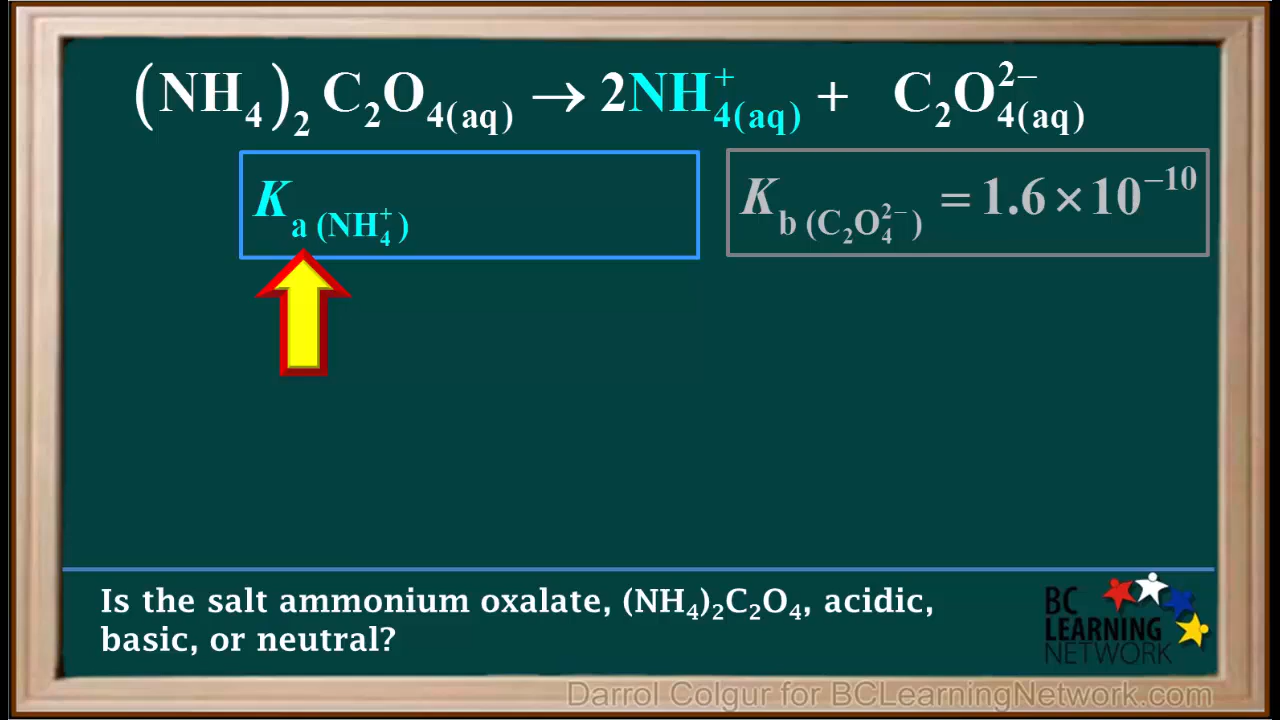 (NH₄)₂C₂O₄(aq) → 2NH₄⁺(aq) + C₂O₄²⁻(aq)
Kₐ (NH₄⁺)
K_b (C₂O₄²⁻) = 1.6 × 10⁻¹⁰
Is the salt ammonium oxalate, (NH₄)₂C₂O₄, acidic,
basic, or neutral?
BC
LEARNING
NETWORK
Darrol Colgur for BCLearningNetwork.com